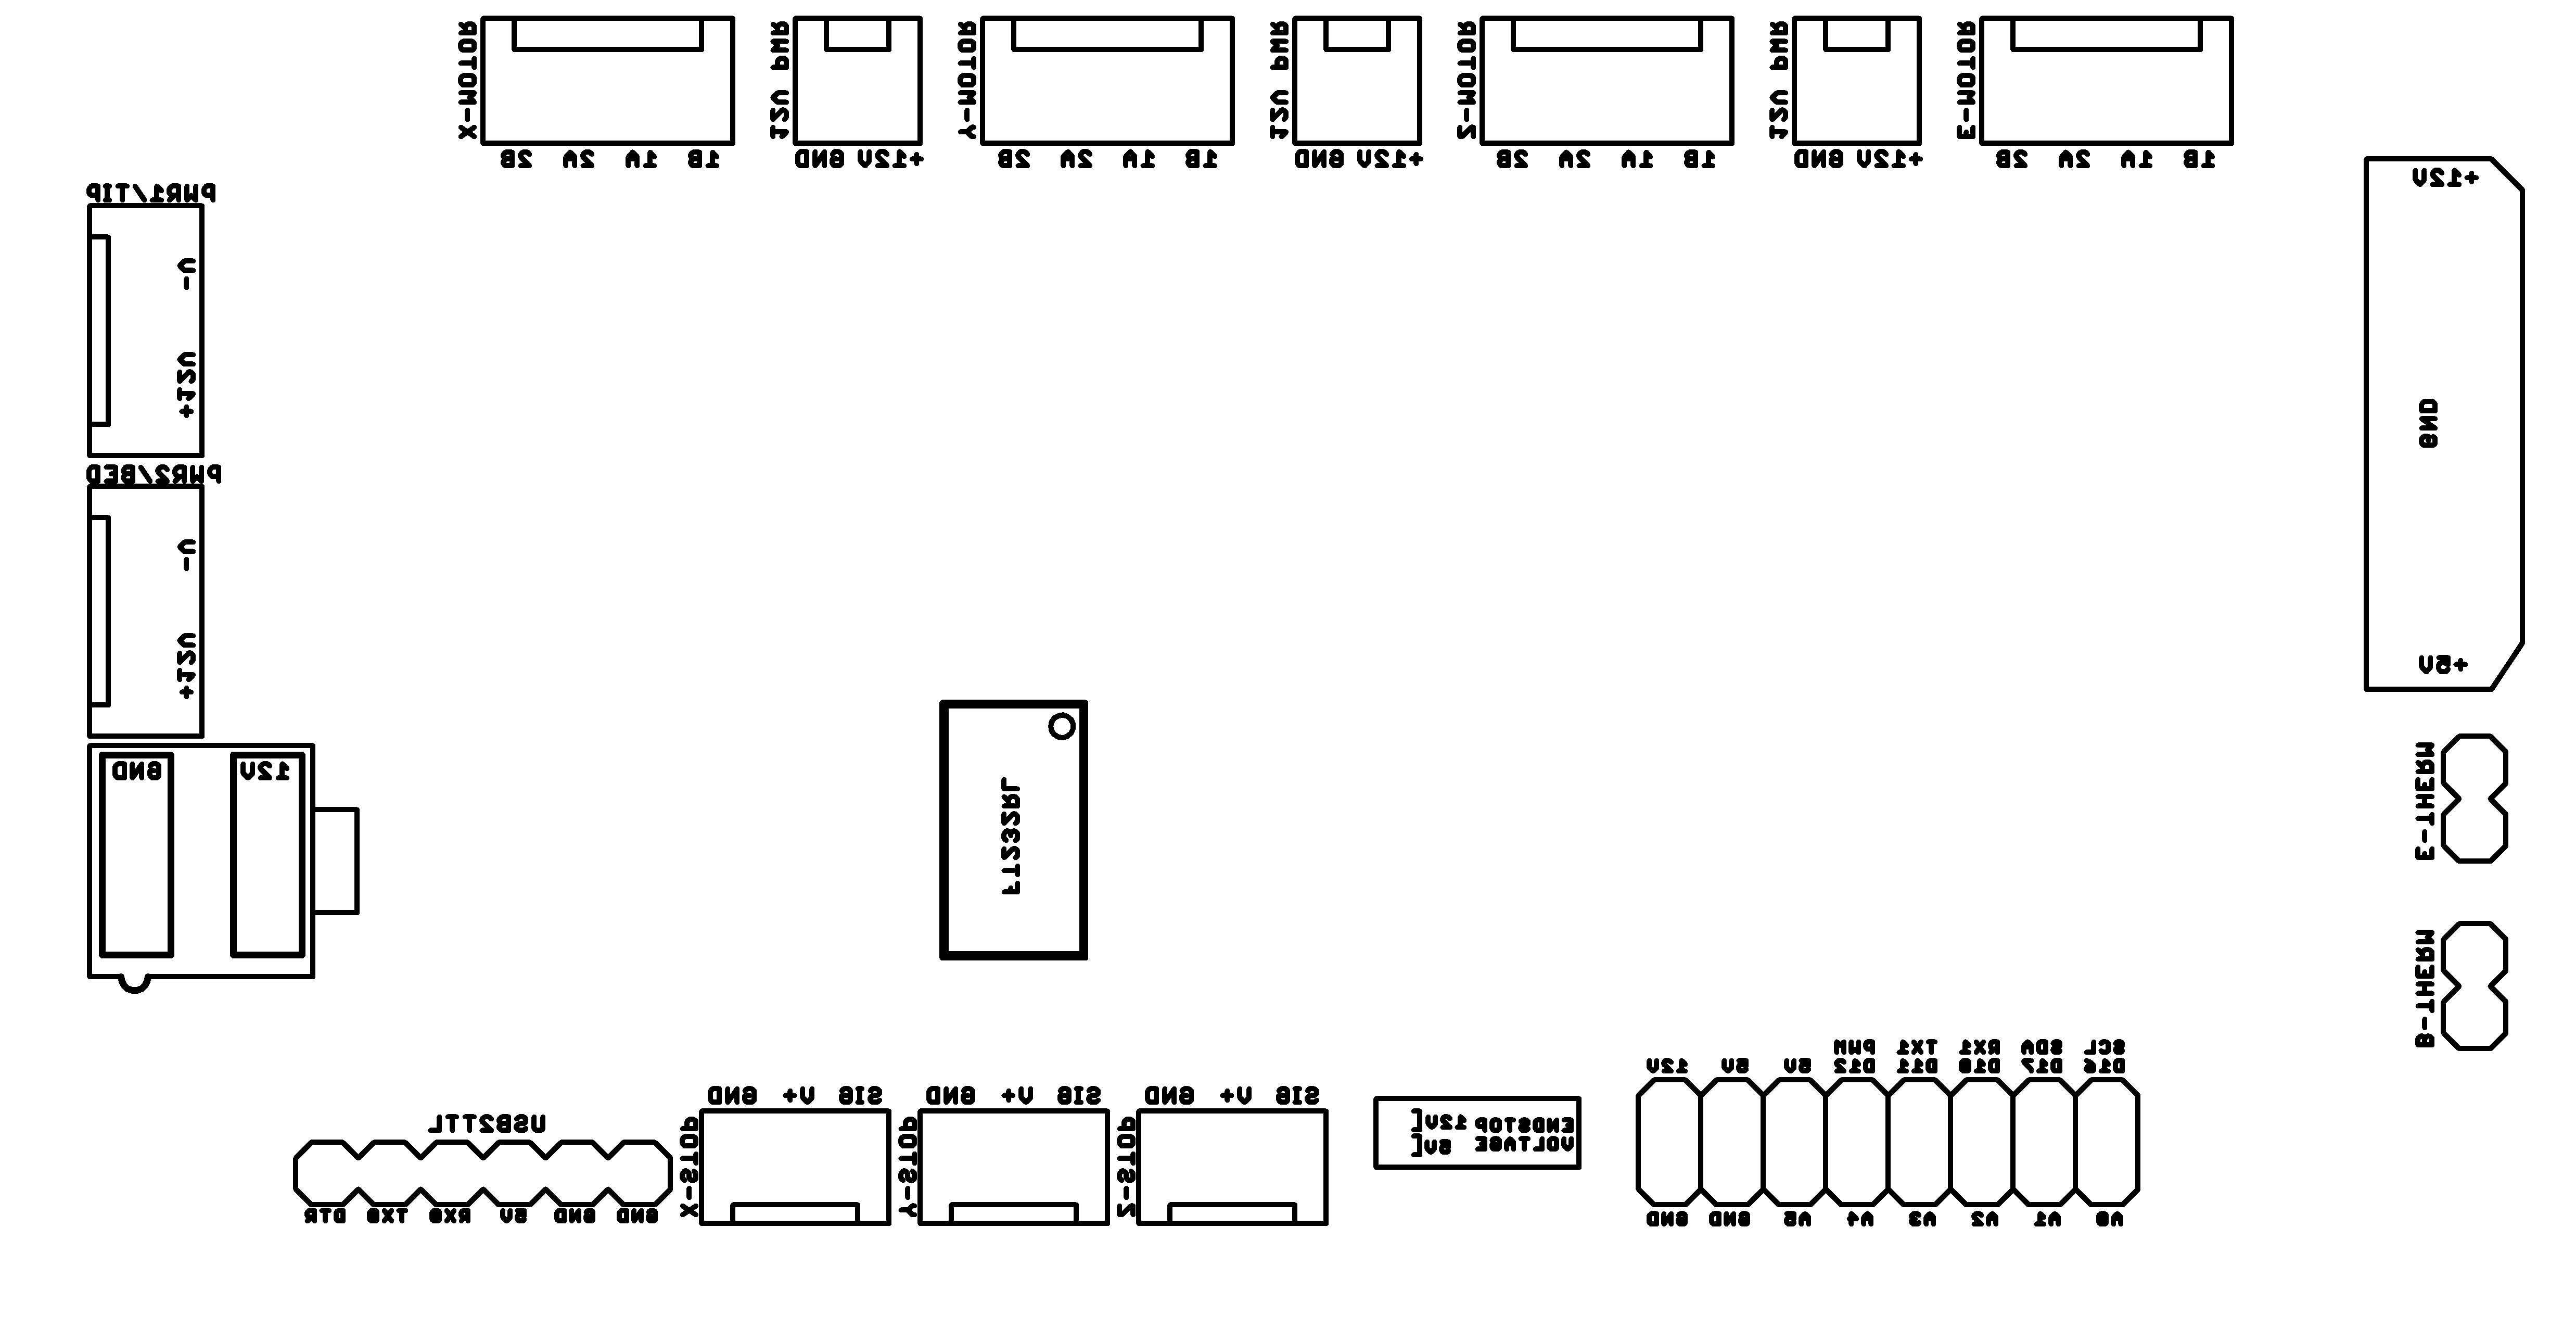 X-MOTOR
2B 2A 1A 1B
12V PWR
GND +12V
Y-MOTOR
2B 2A 1A 1B
12V PWR
GND +12V
Z-MOTOR
2B 2A 1A 1B
12V PWR
GND +12V
E-MOTOR
2B 2A 1A 1B
PWR1/TIP
V-
+12V
PWR2/BED
V-
+12V
GND 12V
+12V
GND
+5V
FT232RL
E-THERM
B-THERM
USB2TTL
DTR TX0 RX0 5V GND GND
X-STOP
GND V+ SIG
Y-STOP
GND V+ SIG
Z-STOP
GND V+ SIG
ENDSTOP 12V[
VOLTAGE 5V[
PWM TX1 RX1 SDA SCL
12V 5V 5V D12 D11 D10 D17 D16
GND GND A5 A4 A3 A2 A1 A0